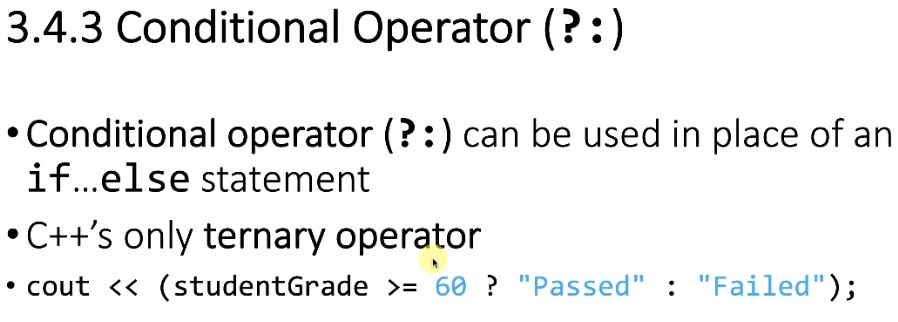 3.4.3 Conditional Operator (?:)
• Conditional operator (?:) can be used in place of an
if…else statement
• C++’s only ternary operator
• cout << (studentGrade >= 60 ? "Passed" : "Failed");